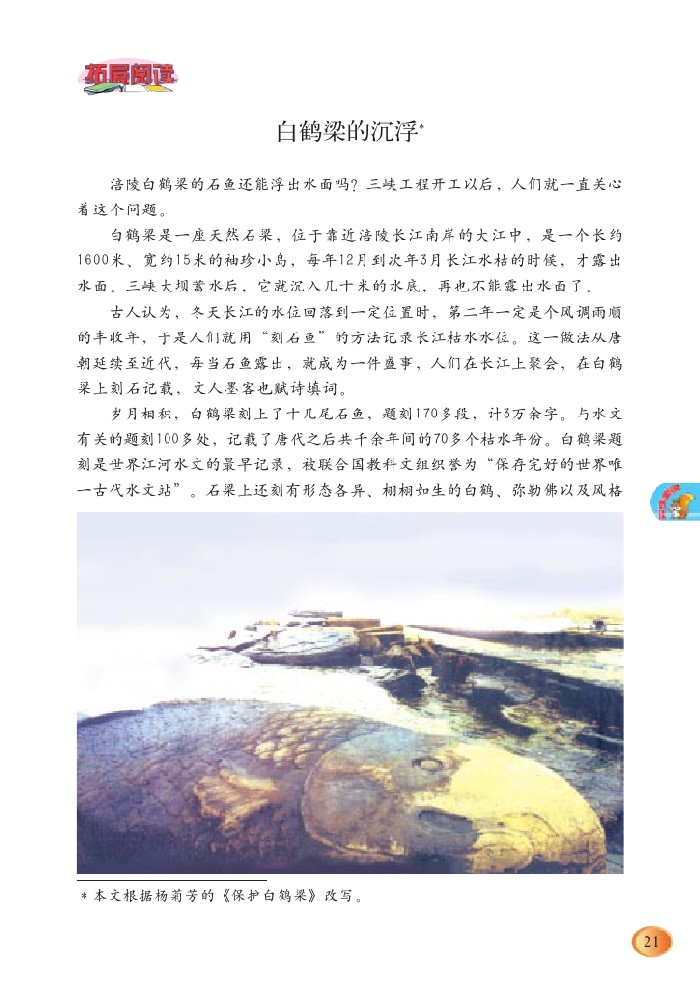 拓展阅读
白鹤梁的沉浮*
涪陵白鹤梁的石鱼还能浮出水面吗？三峡工程开工以后，人们就一直关心
着这个问题。
白鹤梁是一座天然石梁，位于靠近涪陵长江南岸的大江中，是一个长约
1600米、宽约15米的袖珍小岛，每年12月到次年3月长江水枯的时候，才露出
水面。三峡大坝蓄水后，它就沉入几十米的水底，再也不能露出水面了。
古人认为，冬天长江的水位回落到一定位置时，第二年一定是个风调雨顺
的丰收年，于是人们就用“刻石鱼”的方法记录长江枯水水位。这一做法从唐
朝延续至近代，每当石鱼露出，就成为一件盛事，人们在长江上聚会，在白鹤
梁上刻石记载，文人墨客也赋诗填词。
岁月相积，白鹤梁刻上了十几尾石鱼，题刻170多段，计3万余字。与水文
有关的题刻100多处，记载了唐代之后共千余年间的70多个枯水年份。白鹤梁题
刻是世界江河水文的最早记录，被联合国教科文组织誉为“保存完好的世界唯
一古代水文站”。石梁上还刻有形态各异、栩栩如生的白鹤、弥勒佛以及风格
*本文根据杨菊芳的《保护白鹤梁》改写。
21